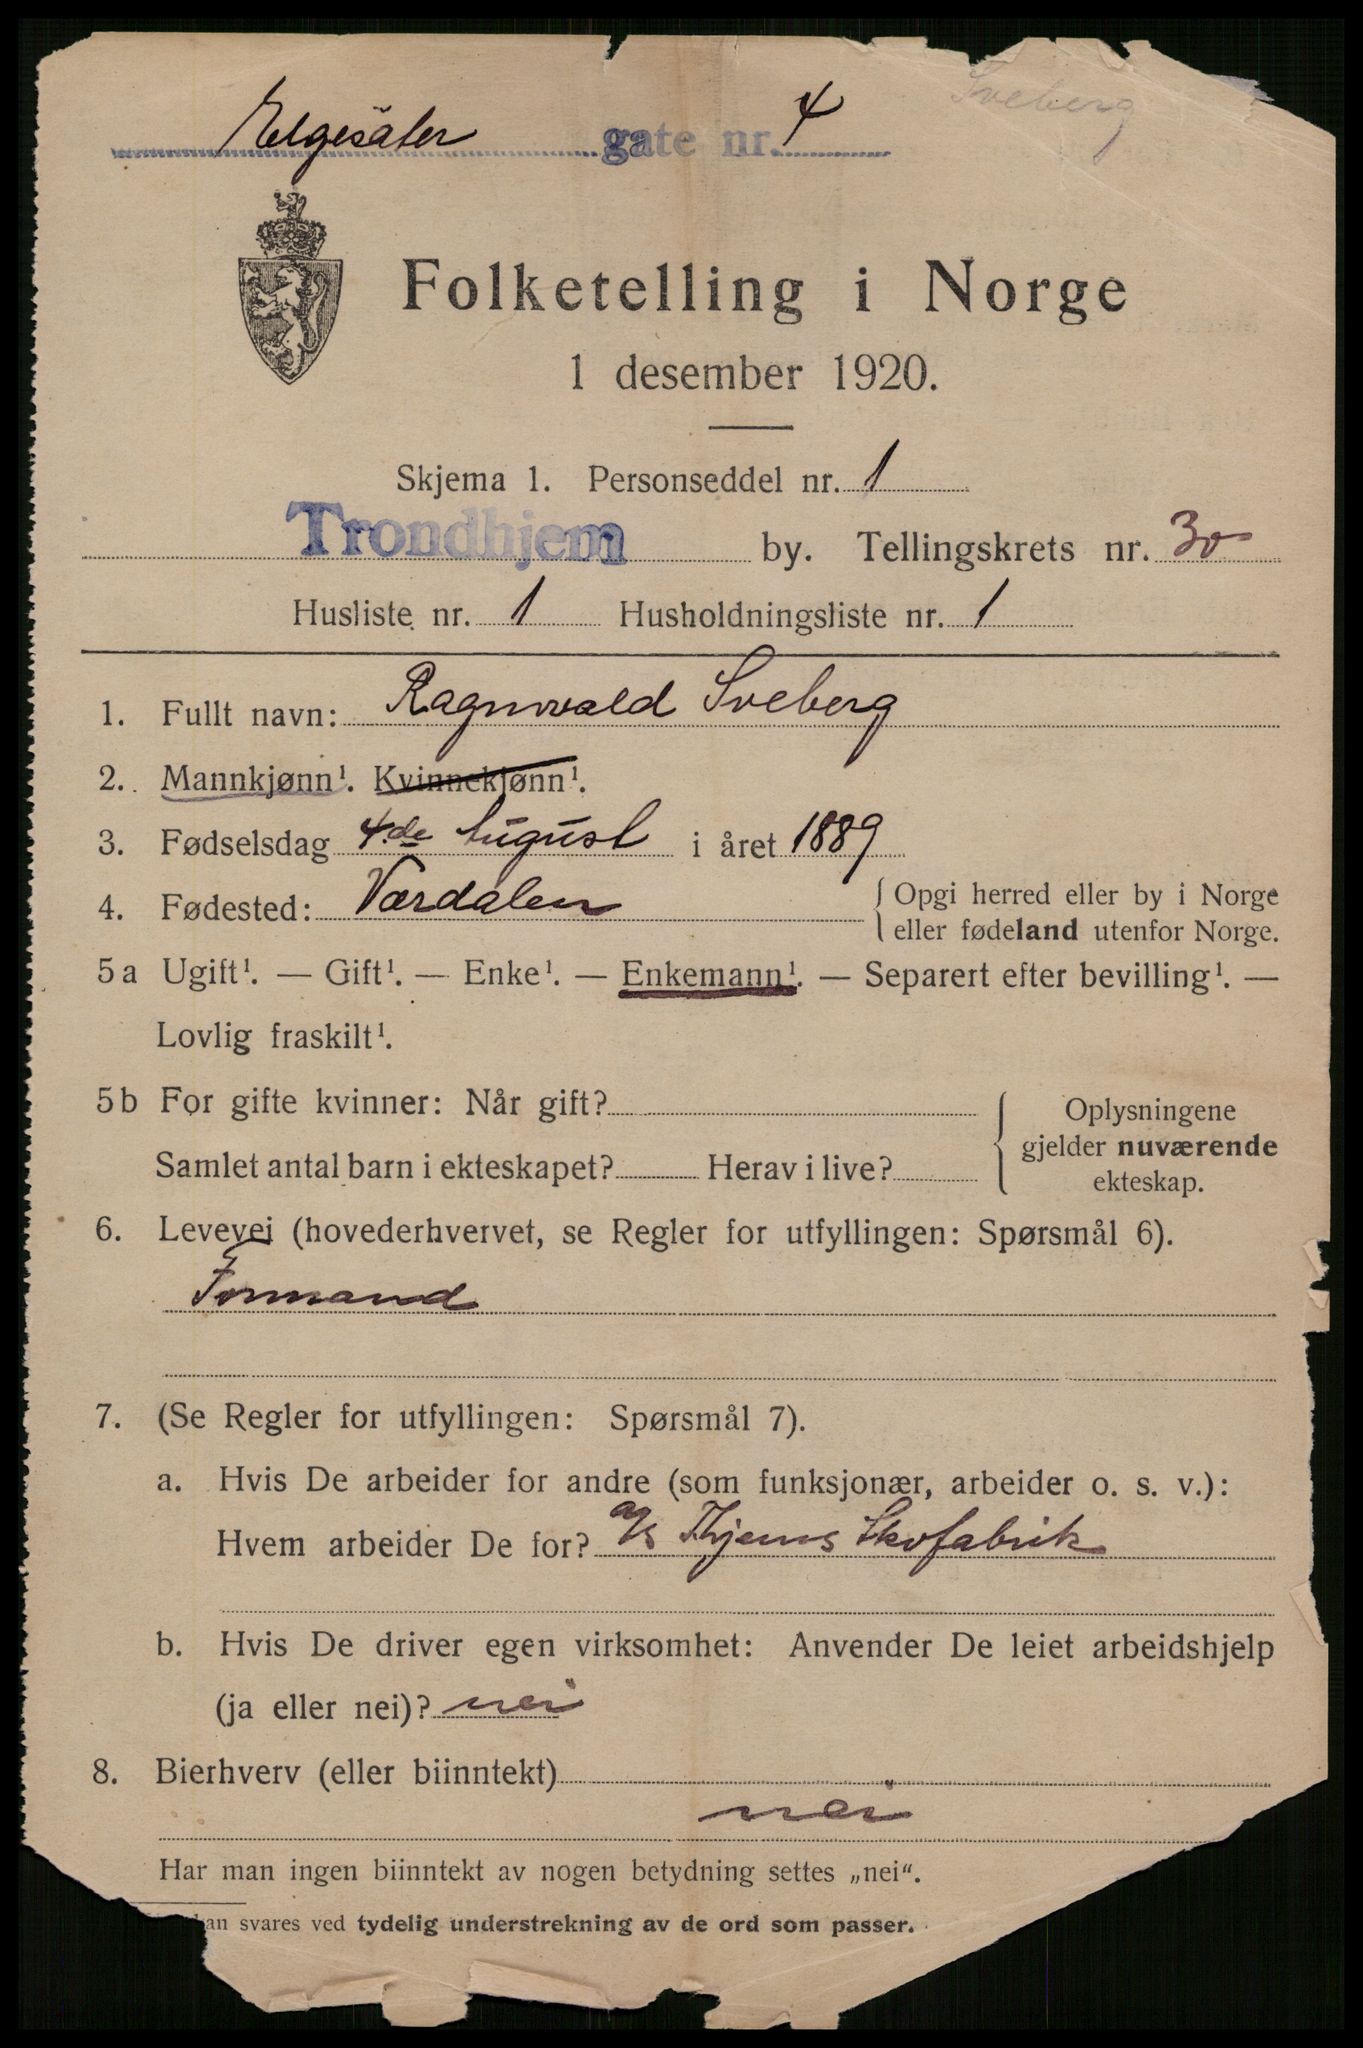 Sveberg
Elgesäter gate nr. 4
Folketelling i Norge
1 desember 1920.
Skjema 1. Personseddel nr. 1
Trondhjem by. Tellingskrets nr. 30
Husliste nr. 1 Husholdningsliste nr. 1
1. Fullt navn: Ragnvald Sveberg
2. Mannkjønn¹. Kvinnekjønn¹.
3. Fødselsdag 4.de August i året 1889
4. Fødested: Værdalen { Opgi herred eller by i Norge
eller fødeland utenfor Norge.
5a Ugift¹. — Gift¹. — Enke¹. — Enkemann¹. — Separert efter bevilling¹. —
Lovlig fraskilt¹.
5b For gifte kvinner: Når gift? { Oplysningene
gjelder nuværende
Samlet antal barn i ekteskapet? Herav i live? ekteskap.
6. Levevei (hovederhvervet, se Regler for utfyllingen: Spørsmål 6).
Formand
7. (Se Regler for utfyllingen: Spørsmål 7).
a. Hvis De arbeider for andre (som funksjonær, arbeider o. s. v.):
Hvem arbeider De for? a/s Thjems Skofabrik
b. Hvis De driver egen virksomhet: Anvender De leiet arbeidshjelp
(ja eller nei)? nei
8. Bierhverv (eller biinntekt)
nei
Har man ingen biinntekt av nogen betydning settes „nei".
kan svares ved tydelig understrekning av de ord som passer.